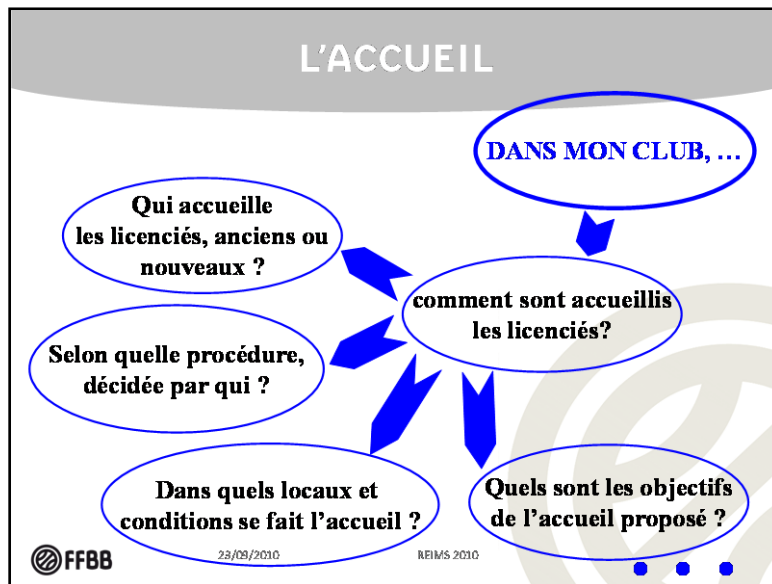 L'ACCUEIL
DANS MON CLUB, …
Qui accueille
les licenciés, anciens ou
nouveaux ?
comment sont accueillis
les licenciés?
Selon quelle procédure,
décidée par qui ?
Dans quels locaux et
conditions se fait l'accueil ?
Quels sont les objectifs
de l'accueil proposé ?
FFBB
23/09/2010
REIMS 2010